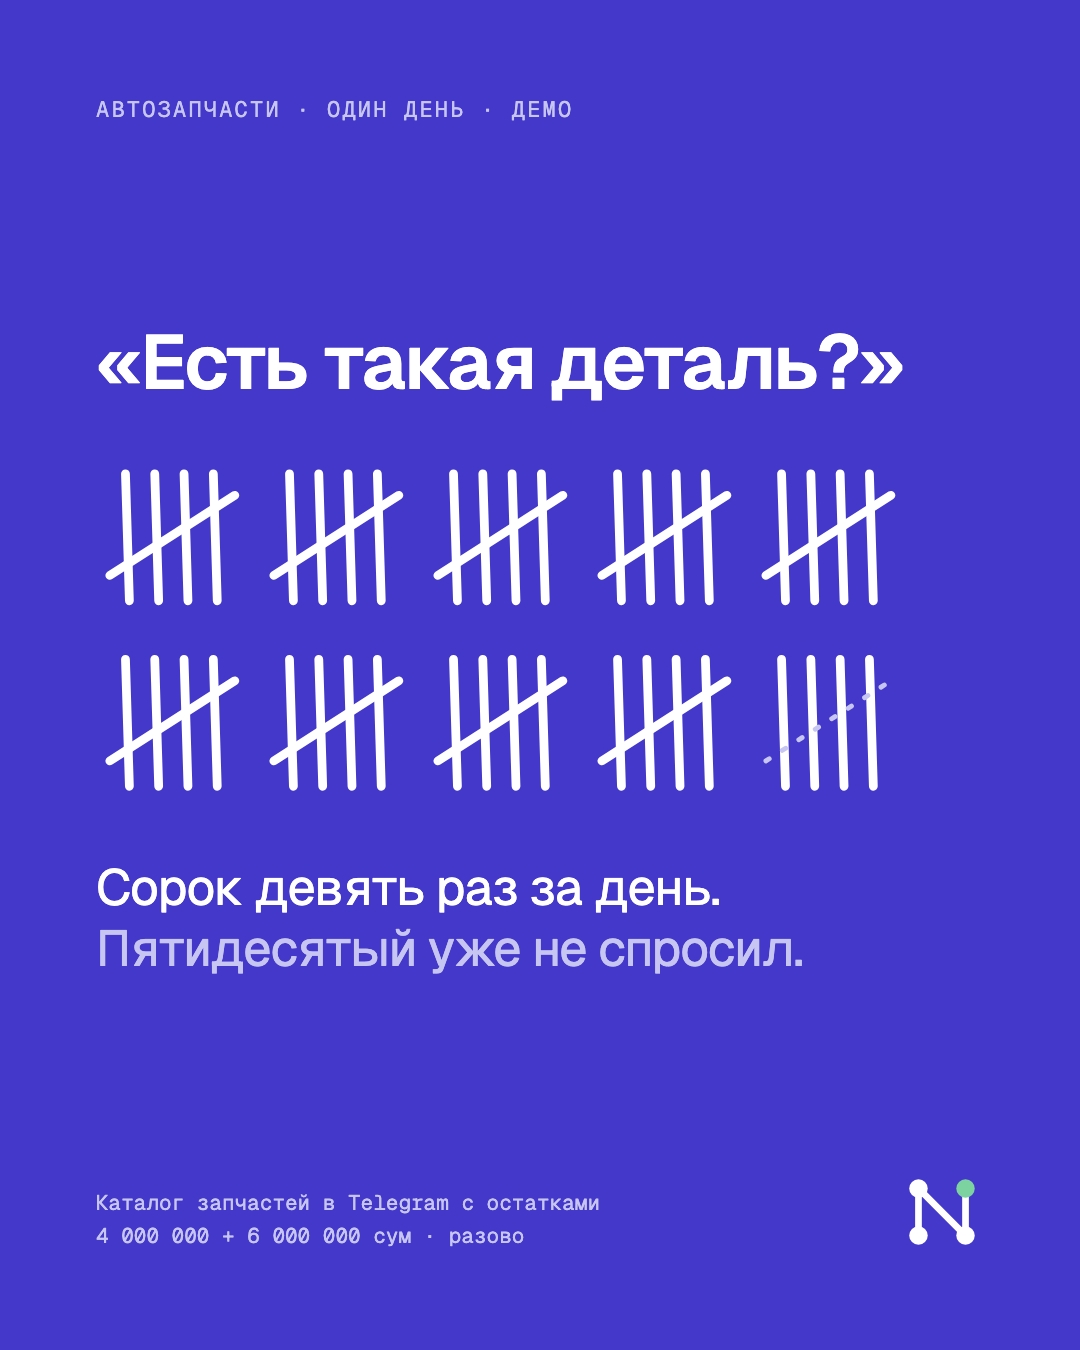 АВТОЗАПЧАСТИ · ОДИН ДЕНЬ · ДЕМО
«Есть такая деталь?»
Сорок девять раз за день.
Пятидесятый уже не спросил.
Каталог запчастей в Telegram с остатками
4 000 000 + 6 000 000 сум · разово